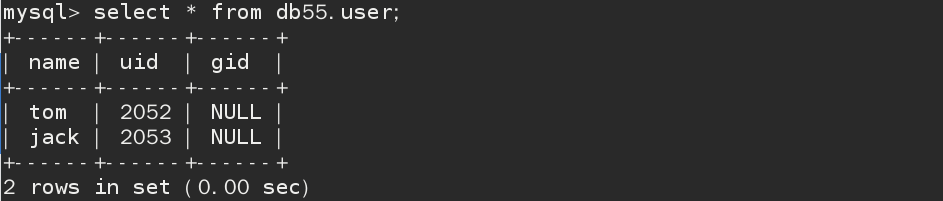 mysql> select * from db55.user;
+------+------+------+
| name | uid  | gid  |
+------+------+------+
| tom  | 2052 | NULL |
| jack | 2053 | NULL |
+------+------+------+
2 rows in set (0.00 sec)